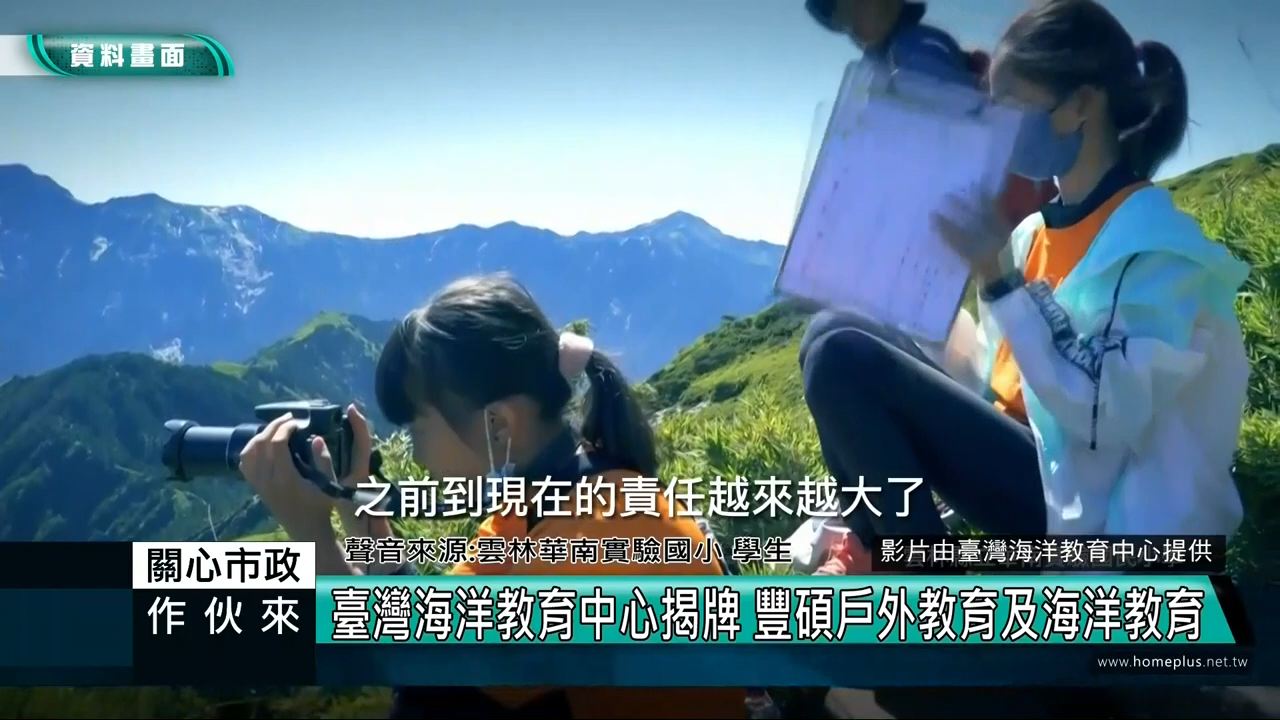 資料畫面
之前到現在的責任越來越大了
聲音來源:雲林華南實驗國小 學生
影片由臺灣海洋教育中心提供
關心市政
作伙來
臺灣海洋教育中心揭牌 豐碩戶外教育及海洋教育
www.homeplus.net.tw